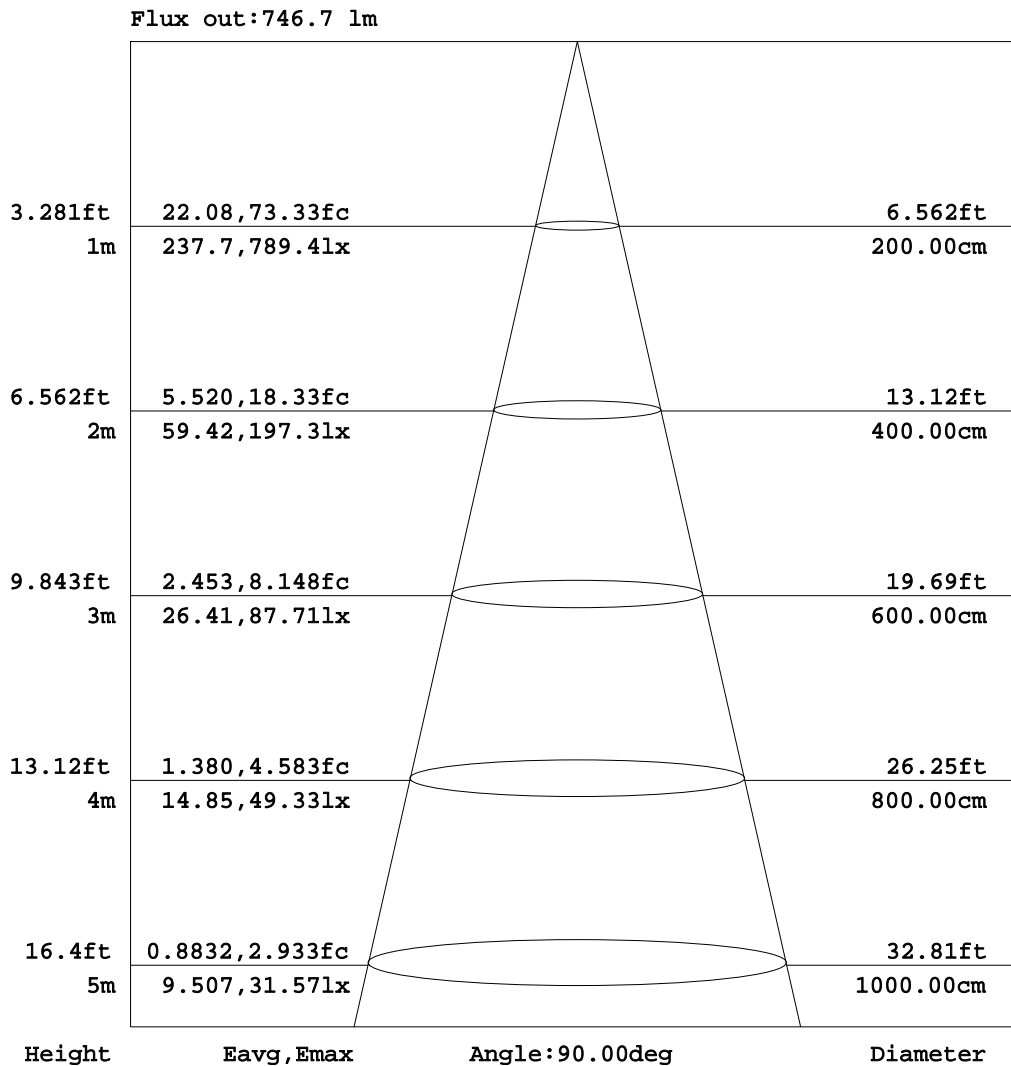 Flux out:746.7 lm
3.281ft 22.08,73.33fc 6.562ft
1m 237.7,789.4lx 200.00cm
6.562ft 5.520,18.33fc 13.12ft
2m 59.42,197.3lx 400.00cm
9.843ft 2.453,8.148fc 19.69ft
3m 26.41,87.71lx 600.00cm
13.12ft 1.380,4.583fc 26.25ft
4m 14.85,49.33lx 800.00cm
16.4ft 0.8832,2.933fc 32.81ft
5m 9.507,31.57lx 1000.00cm
Height Eavg,Emax Angle:90.00deg Diameter